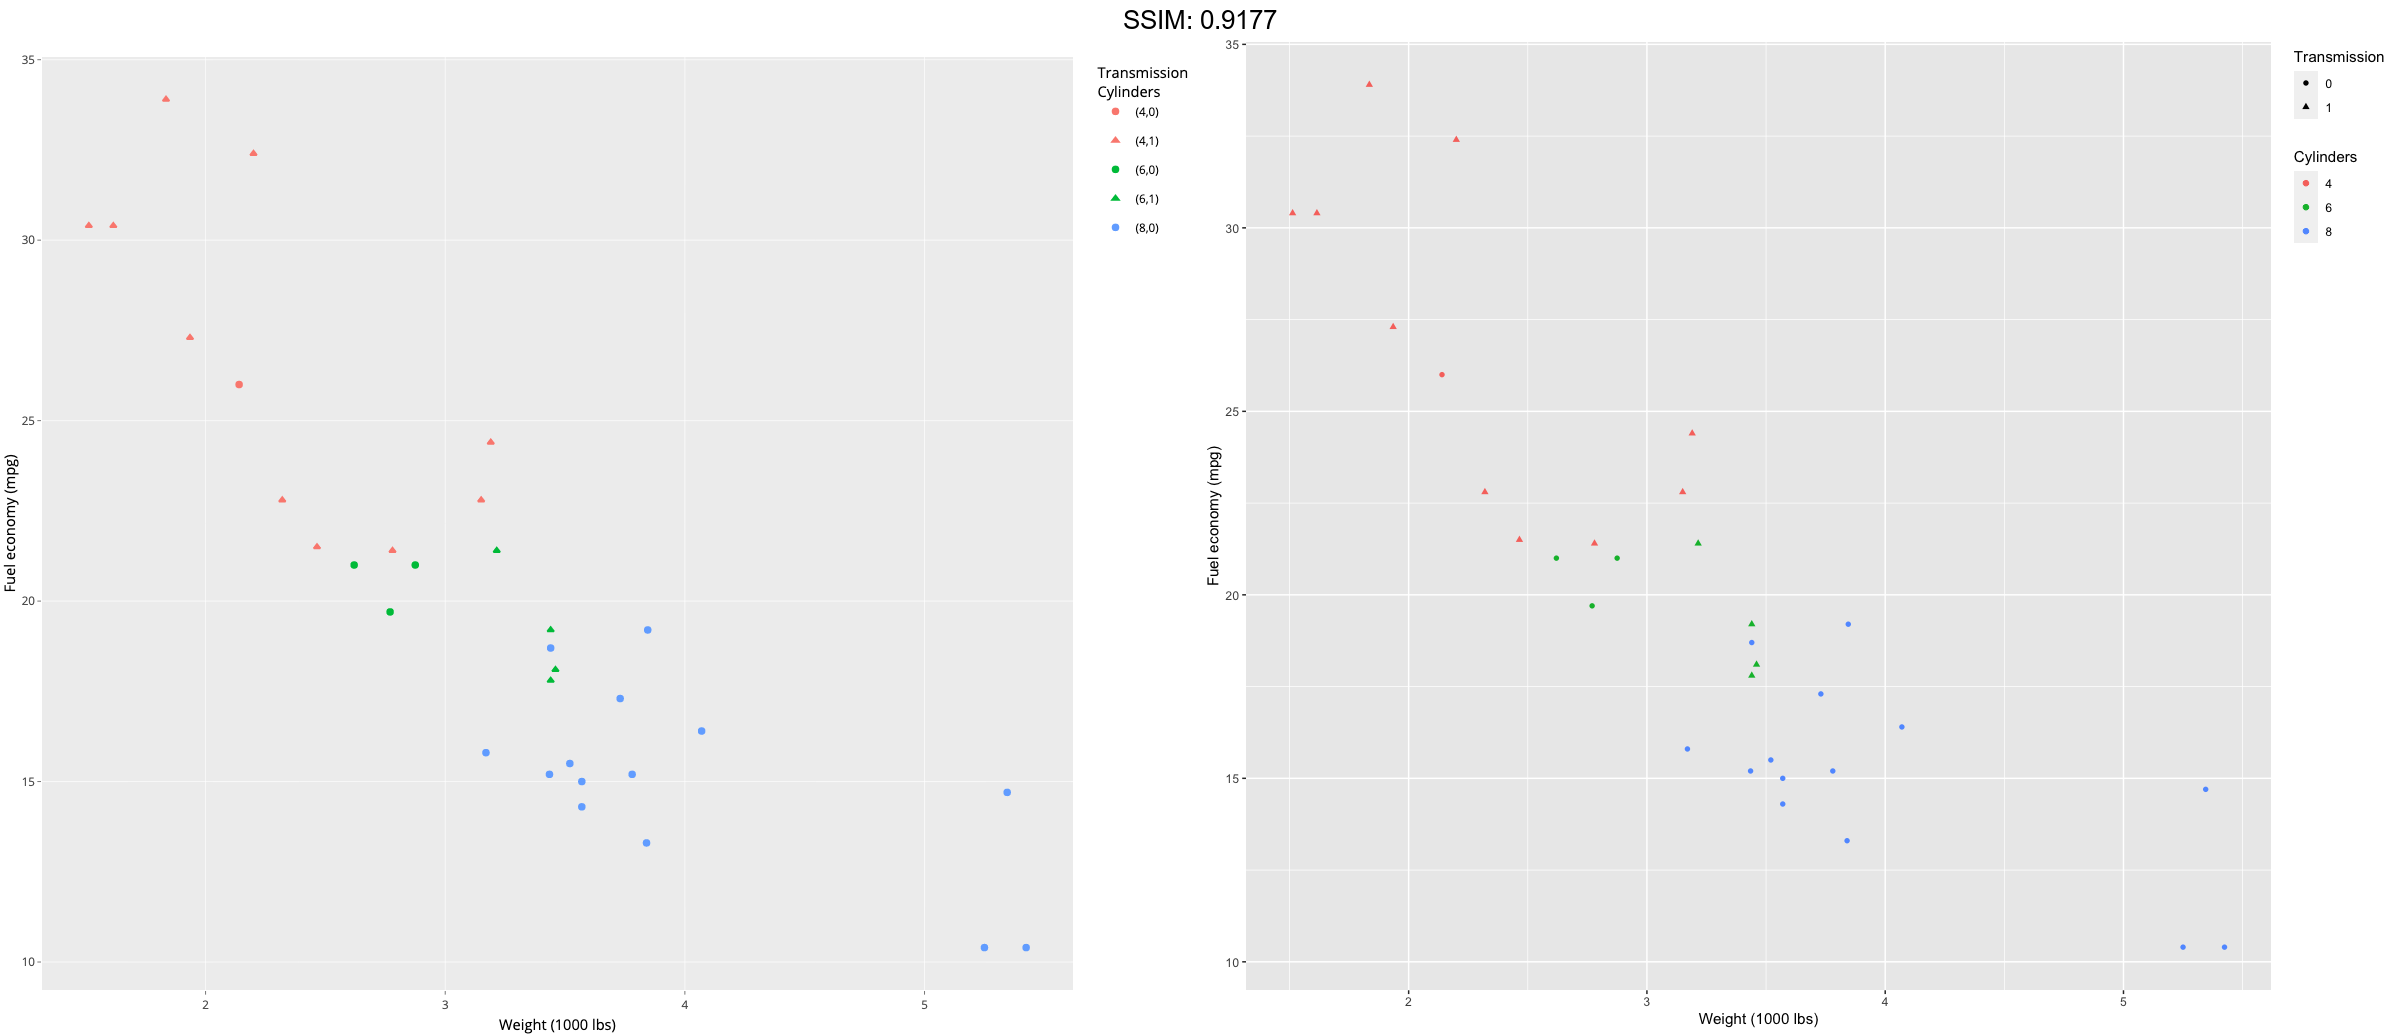 SSIM: 0.9177
Fuel economy (mpg)
35
30
25
20
15
10
2 3 4 5
Weight (1000 lbs)
Transmission
Cylinders
(4,0)
(4,1)
(6,0)
(6,1)
(8,0)
Fuel economy (mpg)
35
30
25
20
15
10
2 3 4 5
Weight (1000 lbs)
Transmission
0
1
Cylinders
4
6
8